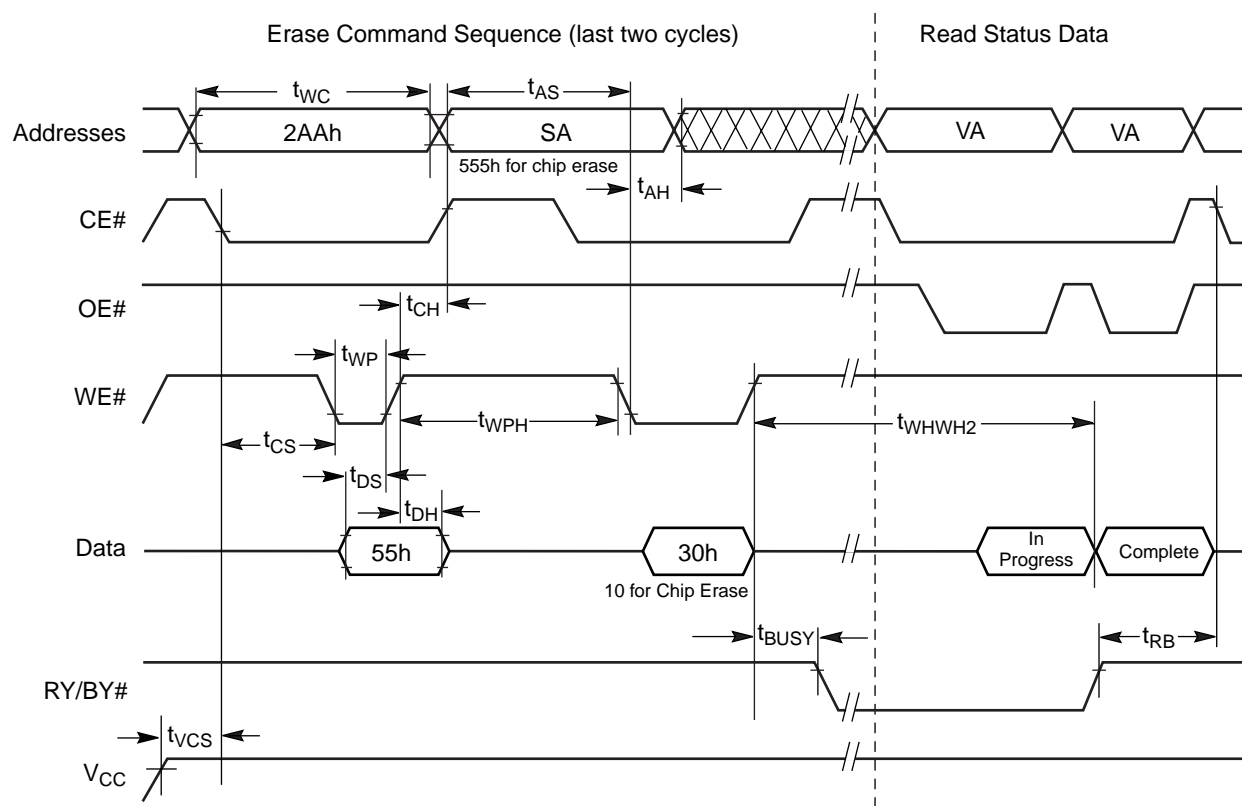 Erase Command Sequence (last two cycles)
Read Status Data
tWC
tAS
Addresses
2AAh
SA
VA
VA
555h for chip erase
tAH
CE#
OE#
tCH
tWP
WE#
tWPH
tWHWH2
tCS
tDS
tDH
Data
55h
30h
In
Progress
Complete
10 for Chip Erase
tBUSY
tRB
RY/BY#
tVCS
VCC